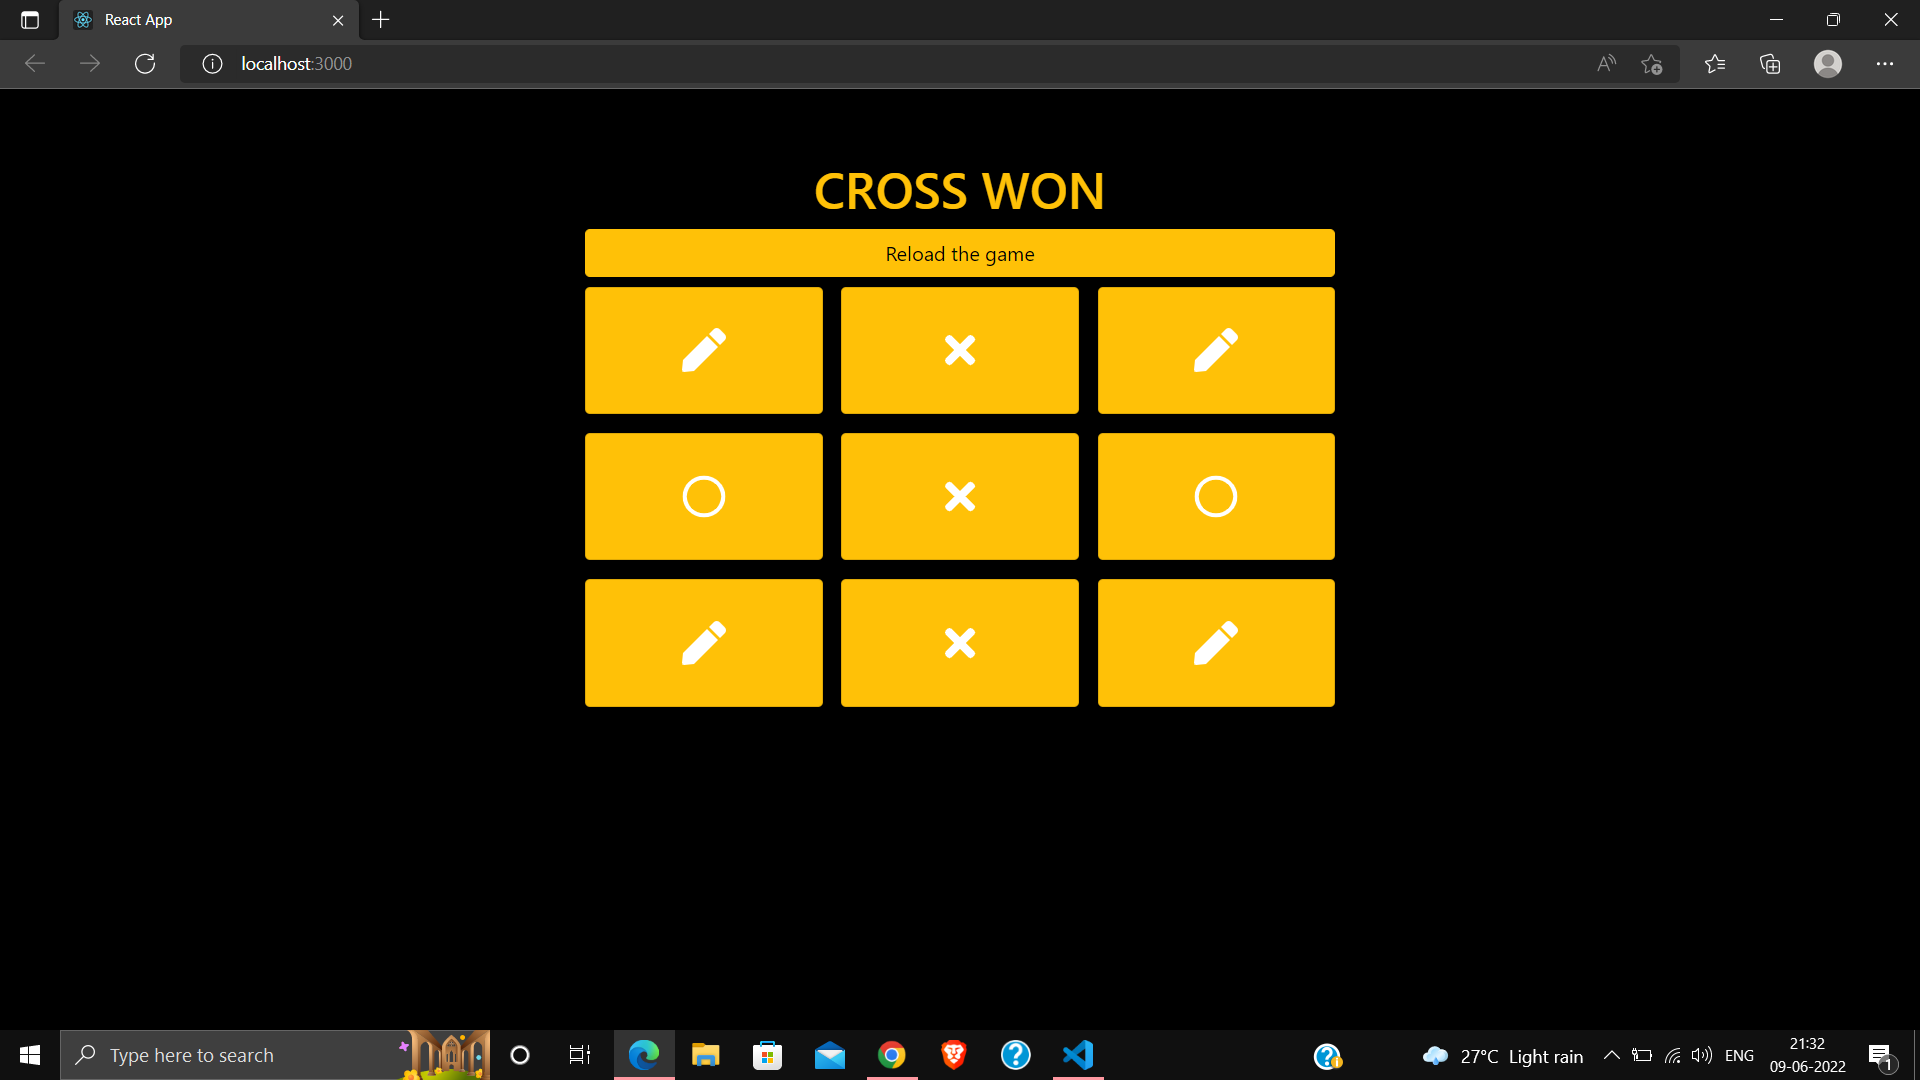 React App
localhost:3000
CROSS WON
Reload the game
Type here to search
27°C Light rain
ENG
21:32
09-06-2022
1